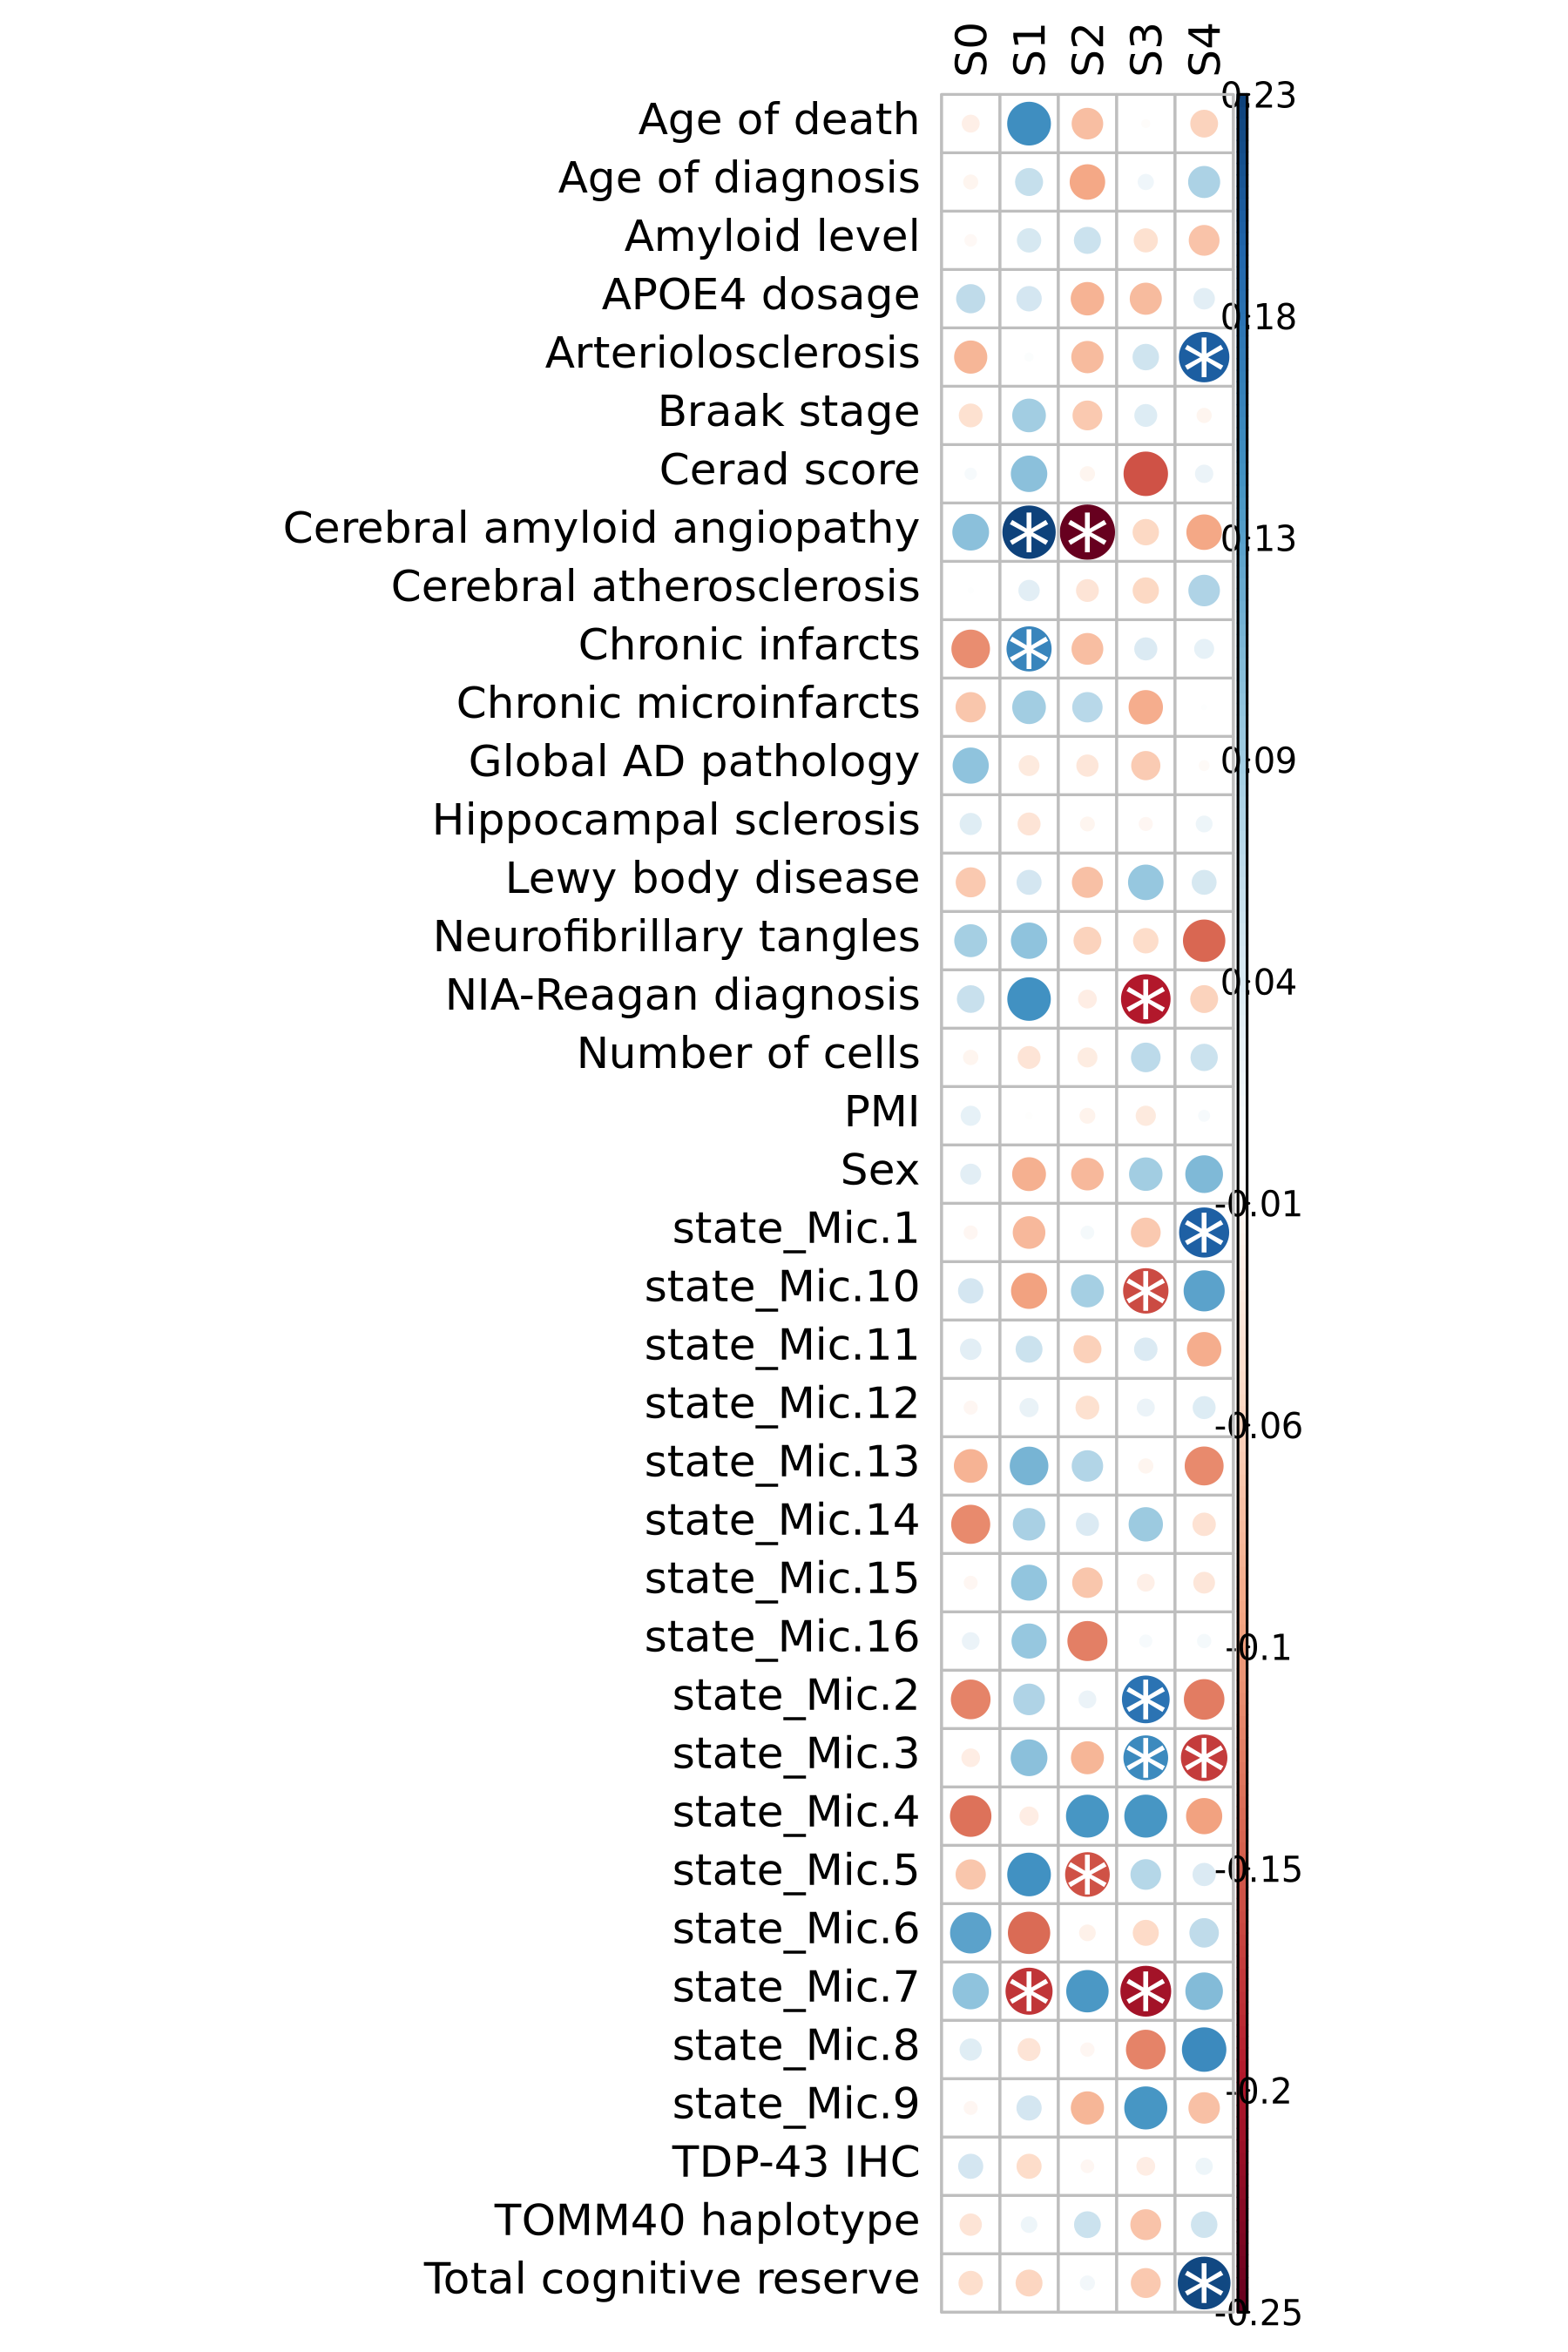 S0 S1 S2 S3 S4
Age of death
Age of diagnosis
Amyloid level
APOE4 dosage
Arteriolosclerosis
Braak stage
Cerad score
Cerebral amyloid angiopathy
Cerebral atherosclerosis
Chronic infarcts
Chronic microinfarcts
Global AD pathology
Hippocampal sclerosis
Lewy body disease
Neurofibrillary tangles
NIA-Reagan diagnosis
Number of cells
PMI
Sex
state_Mic.1
state_Mic.10
state_Mic.11
state_Mic.12
state_Mic.13
state_Mic.14
state_Mic.15
state_Mic.16
state_Mic.2
state_Mic.3
state_Mic.4
state_Mic.5
state_Mic.6
state_Mic.7
state_Mic.8
state_Mic.9
TDP-43 IHC
TOMM40 haplotype
Total cognitive reserve
0.23
0.18
0.13
0.09
0.04
-0.01
-0.06
-0.1
-0.15
-0.2
-0.25